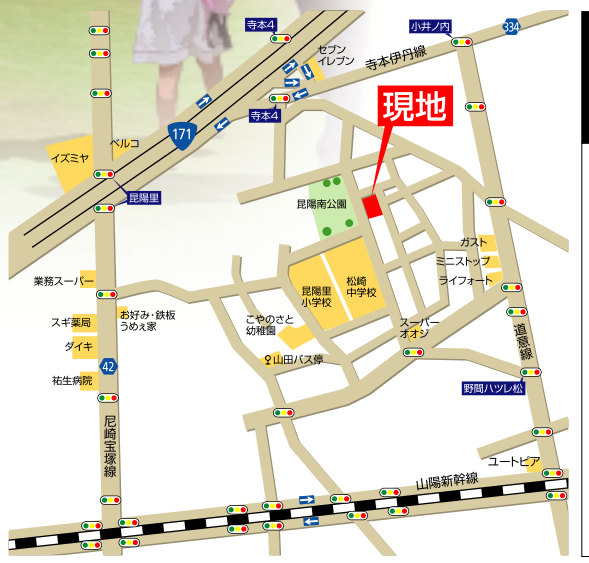 寺本4
小井ノ内
334
セブン
イレブン
寺本伊丹線
現地
寺本4
171
ベルコ
イズミヤ
昆陽里
昆陽南公園
ガスト
ミニストップ
ライフォート
業務スーパー
昆陽里
小学校
松崎
中学校
お好み・鉄板
うめぇ家
スギ薬局
こやのさと
幼稚園
スーパー
オオジ
道意線
ダイキ
山田バス停
42
祐生病院
野間ハツレ松
尼崎宝塚線
ユートピア
山陽新幹線